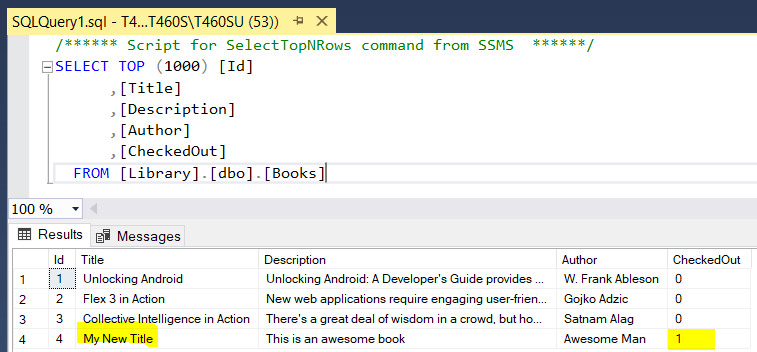 SQLQuery1.sql - T4...T460S\T460SU (53))
/****** Script for SelectTopNRows command from SSMS ******/
SELECT TOP (1000) [Id]
,[Title]
,[Description]
,[Author]
,[CheckedOut]
FROM [Library].[dbo].[Books]
100 %
Results Messages
Id Title Description Author CheckedOut
1 1 Unlocking Android Unlocking Android: A Developer's Guide provides ... W. Frank Ableson 0
2 2 Flex 3 in Action New web applications require engaging user-frien... Gojko Adzic 0
3 3 Collective Intelligence in Action There's a great deal of wisdom in a crowd, but ho... Satnam Alag 0
4 4 My New Title This is an awesome book Awesome Man 1